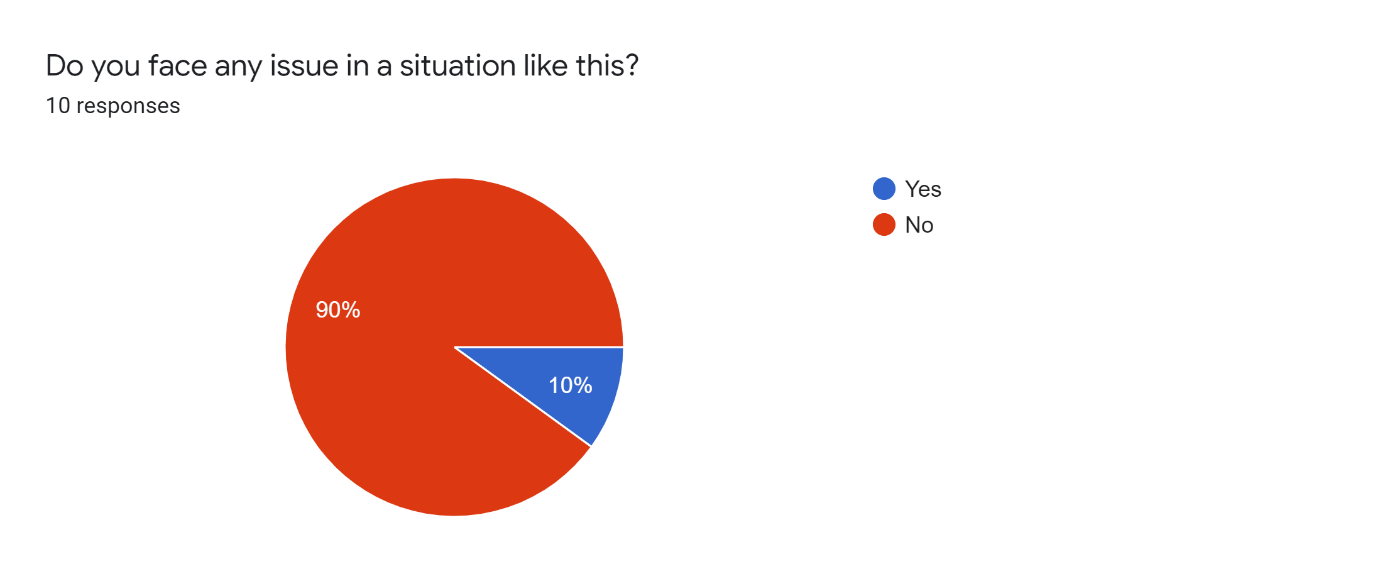 Do you face any issue in a situation like this?
10 responses
Yes
No
90%
10%